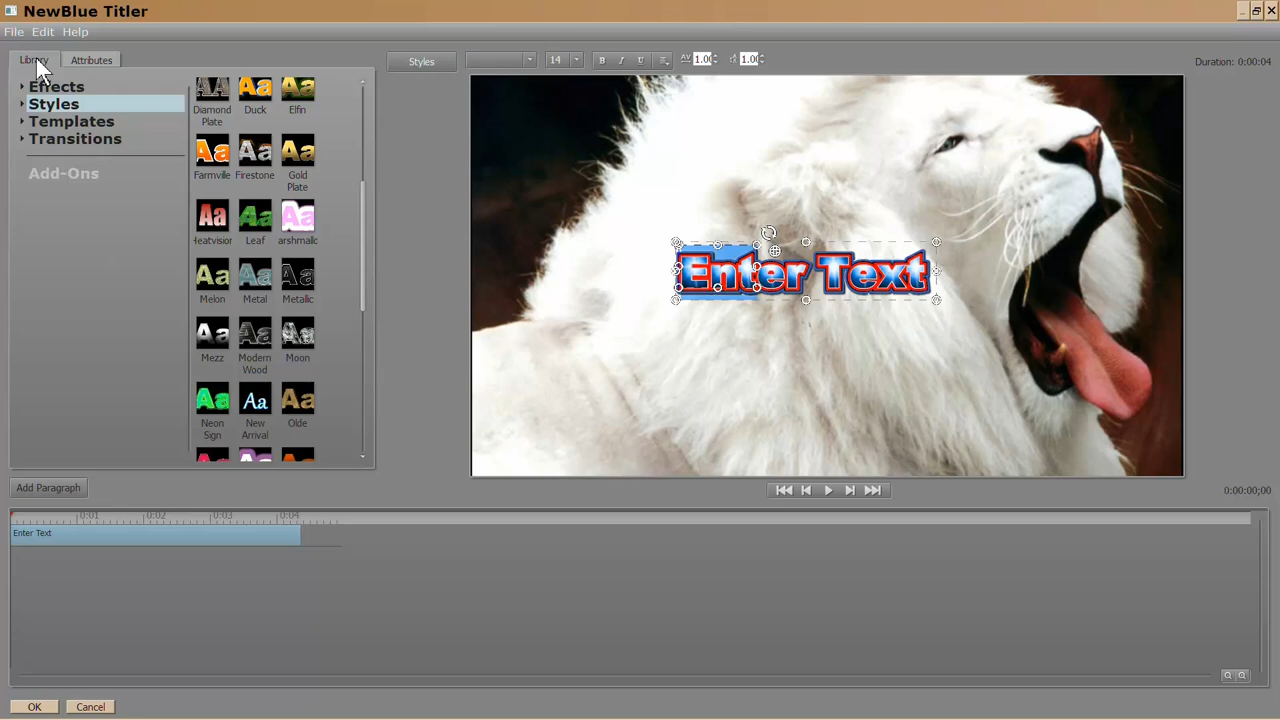 NewBlue Titler
File Edit Help
Library Attributes
Styles
14
B I U
AV 1.00
1.00
Duration: 0:00:04
Effects
Styles
Templates
Transitions
Add-Ons
Diamond Plate
Duck
Elfin
Farmville
Firestone
Gold Plate
Heatvision
Leaf
arshmallo
Melon
Metal
Metallic
Mezz
Modern Wood
Moon
Neon Sign
New Arrival
Olde
Enter Text
Add Paragraph
0:00:00;00
0:01 0:02 0:03 0:04
Enter Text
OK Cancel